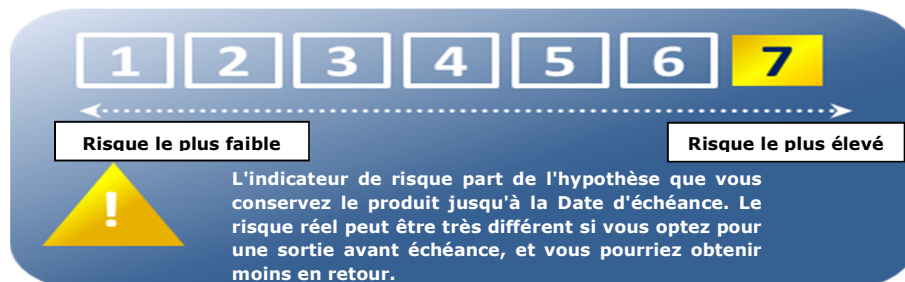 1 2 3 4 5 6 7
Risque le plus faible
Risque le plus élevé
!
L'indicateur de risque part de l'hypothèse que vous
conservez le produit jusqu'à la Date d'échéance. Le
risque réel peut être très différent si vous optez pour
une sortie avant échéance, et vous pourriez obtenir
moins en retour.